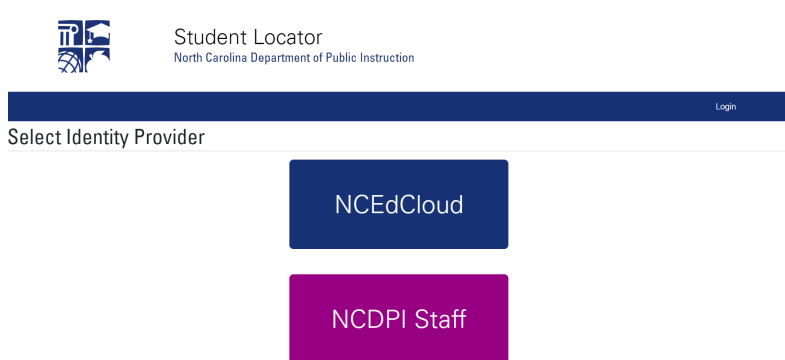 Student Locator
North Carolina Department of Public Instruction
Login
Select Identity Provider
NCEdCloud
NCDPI Staff